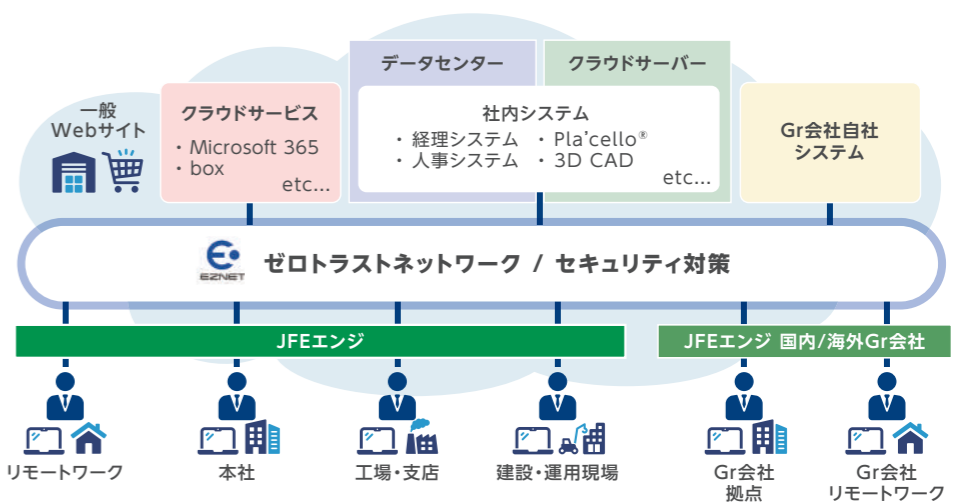 データセンター
クラウドサーバー
一般
Webサイト
クラウドサービス
・Microsoft 365
・box
etc...
社内システム
・経理システム ・Pla'cello®
・人事システム ・3D CAD
etc...
Gr会社自社
システム
EZNET
ゼロトラストネットワーク / セキュリティ対策
JFEエンジ
JFEエンジ 国内/海外Gr会社
リモートワーク
本社
工場・支店
建設・運用現場
Gr会社
拠点
Gr会社
リモートワーク